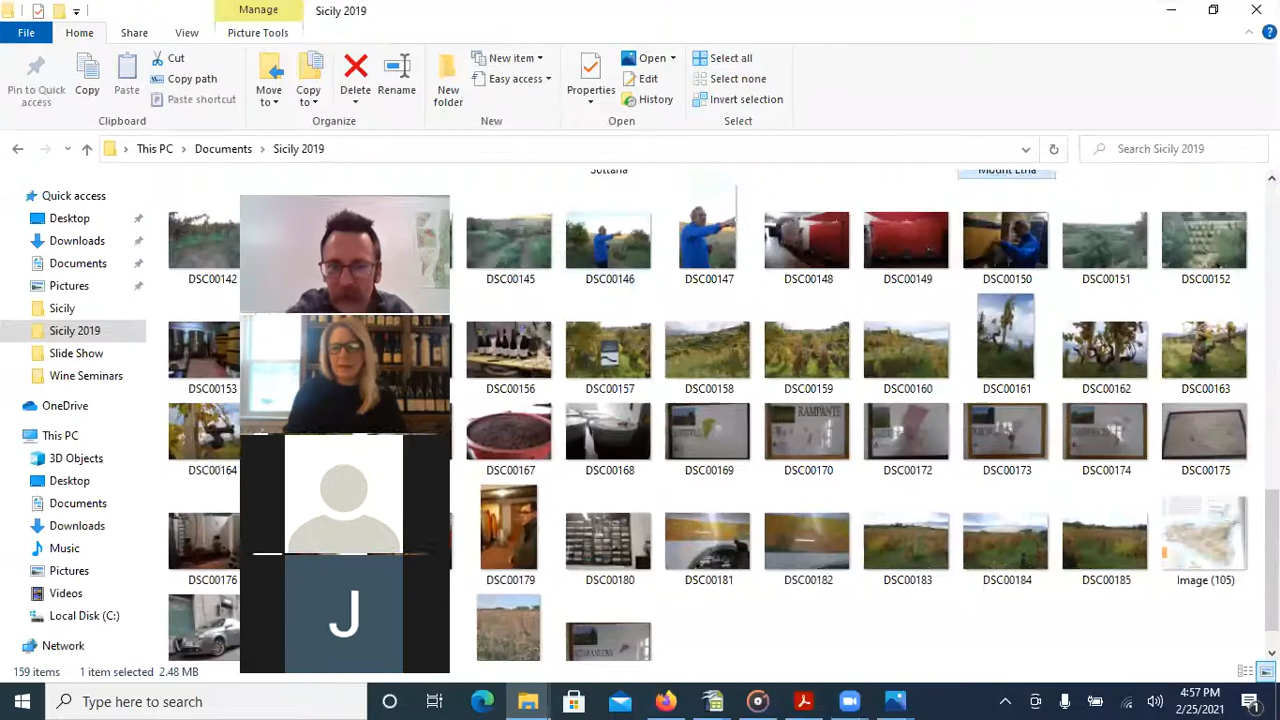 Manage
Sicily 2019
File
Home
Share
View
Picture Tools
Pin to Quick access
Copy
Paste
Cut
Copy path
Paste shortcut
Clipboard
Move to
Copy to
Delete
Rename
Organize
New folder
New item
Easy access
New
Properties
Open
Edit
History
Open
Select all
Select none
Invert selection
Select
This PC > Documents > Sicily 2019
Search Sicily 2019
Quick access
Desktop
Downloads
Documents
Pictures
Sicily
Sicily 2019
Slide Show
Wine Seminars
OneDrive
This PC
3D Objects
Desktop
Documents
Downloads
Music
Pictures
Videos
Local Disk (C:)
Network
Sottana
Mount Etna
DSC00142
DSC00145
DSC00146
DSC00147
DSC00148
DSC00149
DSC00150
DSC00151
DSC00152
DSC00153
DSC00156
DSC00157
DSC00158
DSC00159
DSC00160
DSC00161
DSC00162
DSC00163
DSC00164
DSC00167
DSC00168
DSC00169
RAMPANTE
DSC00170
DSC00172
DSC00173
DSC00174
DSC00175
DSC00176
DSC00179
DSC00180
DSC00181
DSC00182
DSC00183
DSC00184
DSC00185
Image (105)
J
159 items
1 item selected 2.48 MB
Type here to search
4:57 PM
2/25/2021
1